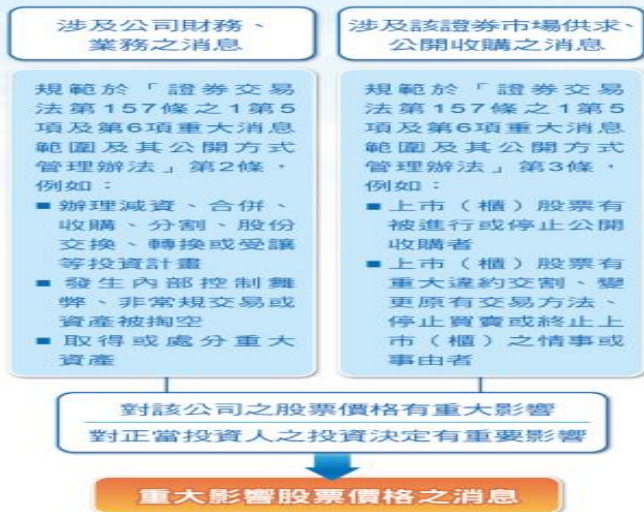 涉及公司財務、
業務之消息
規範於「證券交易
法第157條之1第5
項及第6項重大消息
範圍及其公開方式
管理辦法」第2條，
例如：
■辦理減資、合併、
收購、分割、股份
交換、轉換或受讓
等投資計畫
■發生內部控制舞
弊、非常規交易或
資產被掏空
■取得或處分重大
資產
涉及該證券市場供求、
公開收購之消息
規範於「證券交易
法第157條之1第5
項及第6項重大消息
範圍及其公開方式
管理辦法」第3條，
例如：
■上市（櫃）股票有
被進行或停止公開
收購者
■上市（櫃）股票有
重大違約交割、變
更原有交易方法、
停止買賣或終止上
市（櫃）之情事或
事由者
對該公司之股票價格有重大影響
對正當投資人之投資決定有重要影響
重大影響股票價格之消息